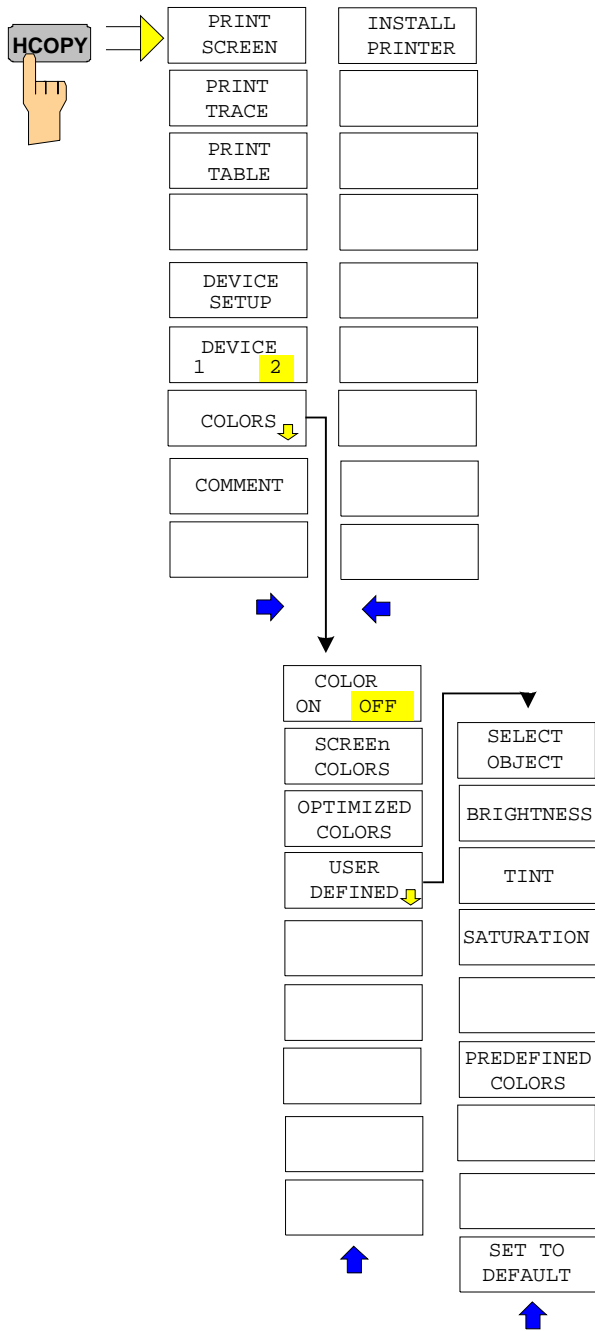 HCOPY
PRINT
SCREEN
PRINT
TRACE
PRINT
TABLE
DEVICE
SETUP
DEVICE
1 2
COLORS
COMMENT
INSTALL
PRINTER
COLOR
ON OFF
SCREEn
COLORS
OPTIMIZED
COLORS
USER
DEFINED
SELECT
OBJECT
BRIGHTNESS
TINT
SATURATION
PREDEFINED
COLORS
SET TO
DEFAULT